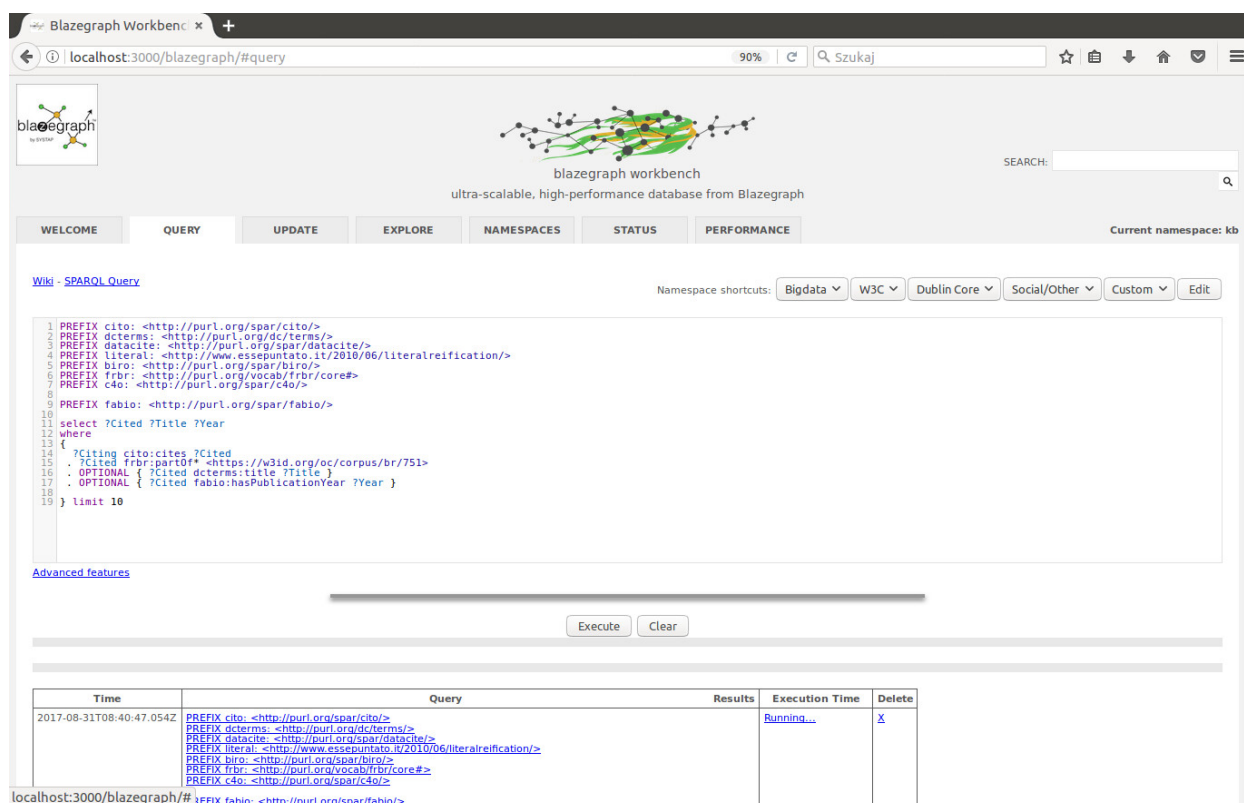 Blazegraph Workbenc
localhost:3000/blazegraph/#query
90%
Szukaj
blazegraph
by SYSTAP
blazegraph workbench
ultra-scalable, high-performance database from Blazegraph
SEARCH:
WELCOME QUERY UPDATE EXPLORE NAMESPACES STATUS PERFORMANCE Current namespace: kb
Wiki - SPARQL Query
Namespace shortcuts: Bigdata W3C Dublin Core Social/Other Custom Edit
1 PREFIX cito: <http://purl.org/spar/cito/>
2 PREFIX dcterms: <http://purl.org/dc/terms/>
3 PREFIX datacite: <http://purl.org/spar/datacite/>
4 PREFIX literal: <http://www.essepuntato.it/2010/06/literalreification/>
5 PREFIX biro: <http://purl.org/spar/biro/>
6 PREFIX frbr: <http://purl.org/vocab/frbr/core#>
7 PREFIX c4o: <http://purl.org/spar/c4o/>
8
9 PREFIX fabio: <http://purl.org/spar/fabio/>
10
11 select ?Cited ?Title ?Year
12 where
13 {
14 ?Citing cito:cites ?Cited
15 . ?Cited frbr:partOf* <https://w3id.org/oc/corpus/br/751>
16 . OPTIONAL { ?Cited dcterms:title ?Title }
17 . OPTIONAL { ?Cited fabio:hasPublicationYear ?Year }
18
19 } limit 10
Advanced features
Execute Clear
Time Query Results Execution Time Delete
2017-08-31T08:40:47.054Z PREFIX cito: <http://purl.org/spar/cito/> Running... X
PREFIX dcterms: <http://purl.org/dc/terms/>
PREFIX datacite: <http://purl.org/spar/datacite/>
PREFIX literal: <http://www.essepuntato.it/2010/06/literalreification/>
PREFIX biro: <http://purl.org/spar/biro/>
PREFIX frbr: <http://purl.org/vocab/frbr/core#>
PREFIX c4o: <http://purl.org/spar/c4o/>
localhost:3000/blazegraph/#
REFIX fabio: <http://purl.org/spar/fabio/>